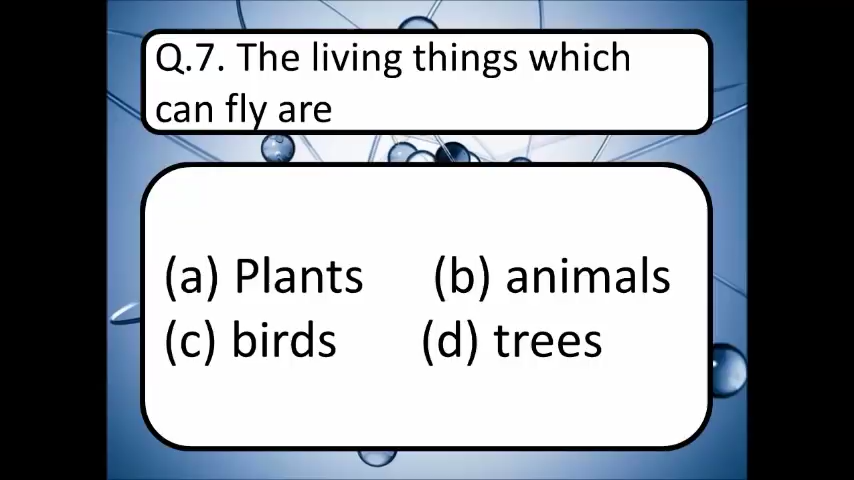 Q.7. The living things which
can fly are
(a) Plants (b) animals
(c) birds (d) trees